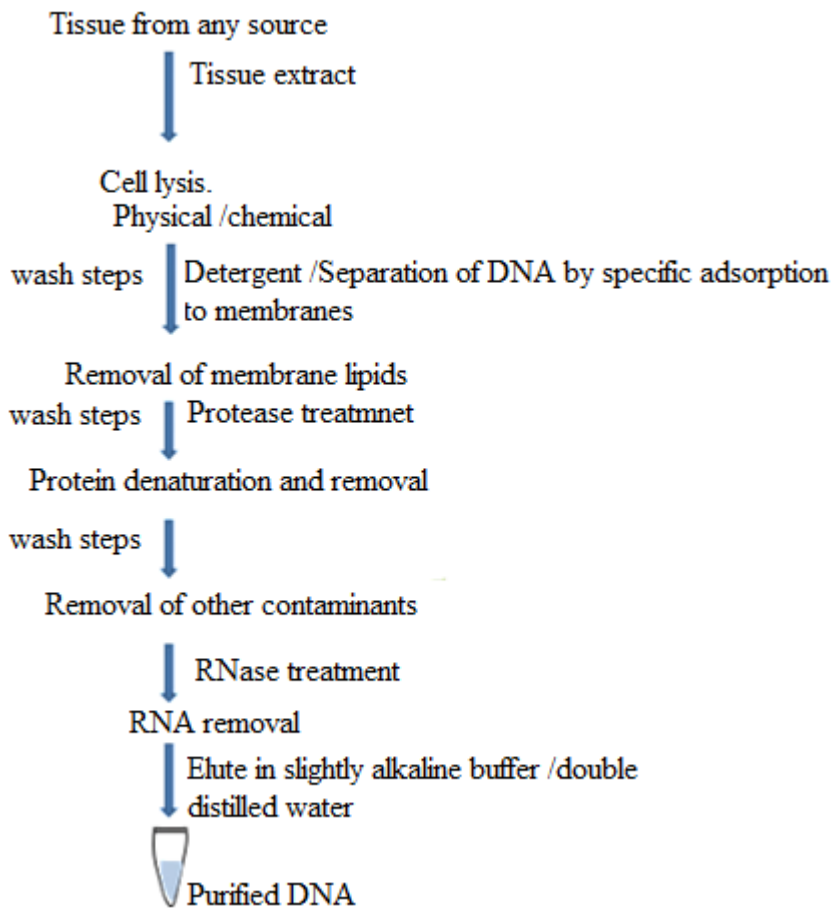 Tissue from any source
Tissue extract
Cell lysis.
Physical /chemical
wash steps
Detergent /Separation of DNA by specific adsorption
to membranes
Removal of membrane lipids
wash steps
Protease treatmnet
Protein denaturation and removal
wash steps
Removal of other contaminants
RNase treatment
RNA removal
Elute in slightly alkaline buffer /double
distilled water
Purified DNA